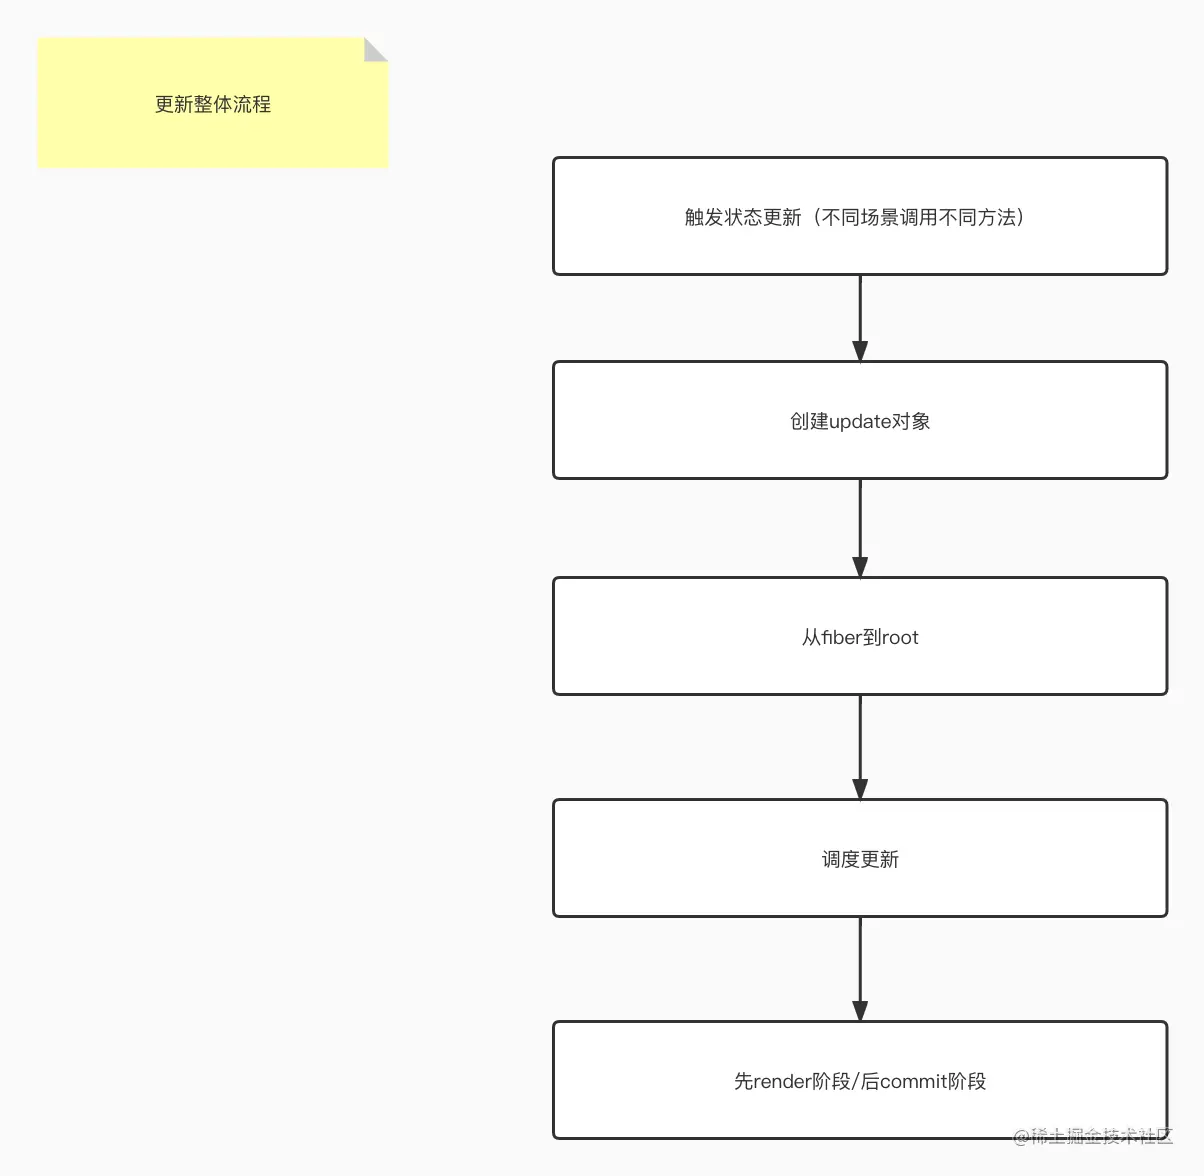 更新整体流程
触发状态更新（不同场景调用不同方法）
创建update对象
从fiber到root
调度更新
先render阶段/后commit阶段
@稀土掘金技术社区